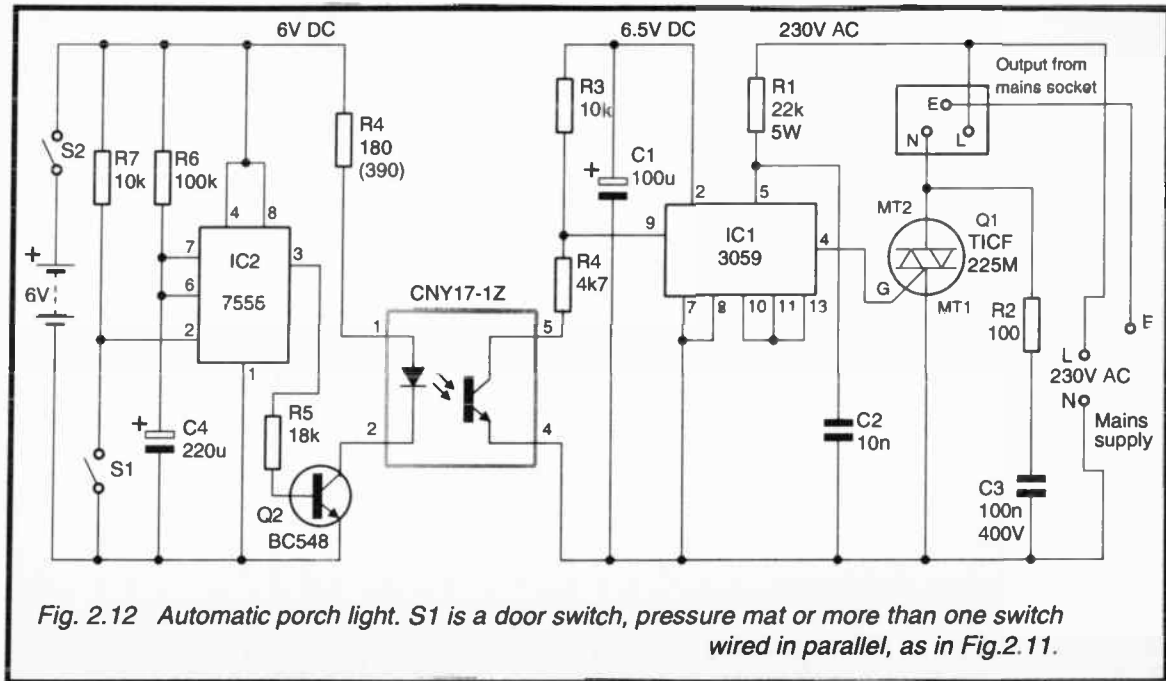 6V DC
6.5V DC
230V AC
Output from
mains socket
E
N
L
S2
R7
10k
R6
100k
R4
180
(390)
R3
10k
C1
100u
+
R1
22k
5W
+
6V
4
8
7
6
2
3
1
IC2
7555
CNY17-1Z
1
2
5
4
R4
4k7
2
5
9
4
IC1
3059
7
8
10
11
13
MT2
Q1
TICF
225M
G
MT1
R2
100
E
L
230V AC
N
Mains
supply
S1
+
C4
220u
R5
18k
Q2
BC548
C2
10n
C3
100n
400V
Fig. 2.12 Automatic porch light. S1 is a door switch, pressure mat or more than one switch
wired in parallel, as in Fig.2.11.